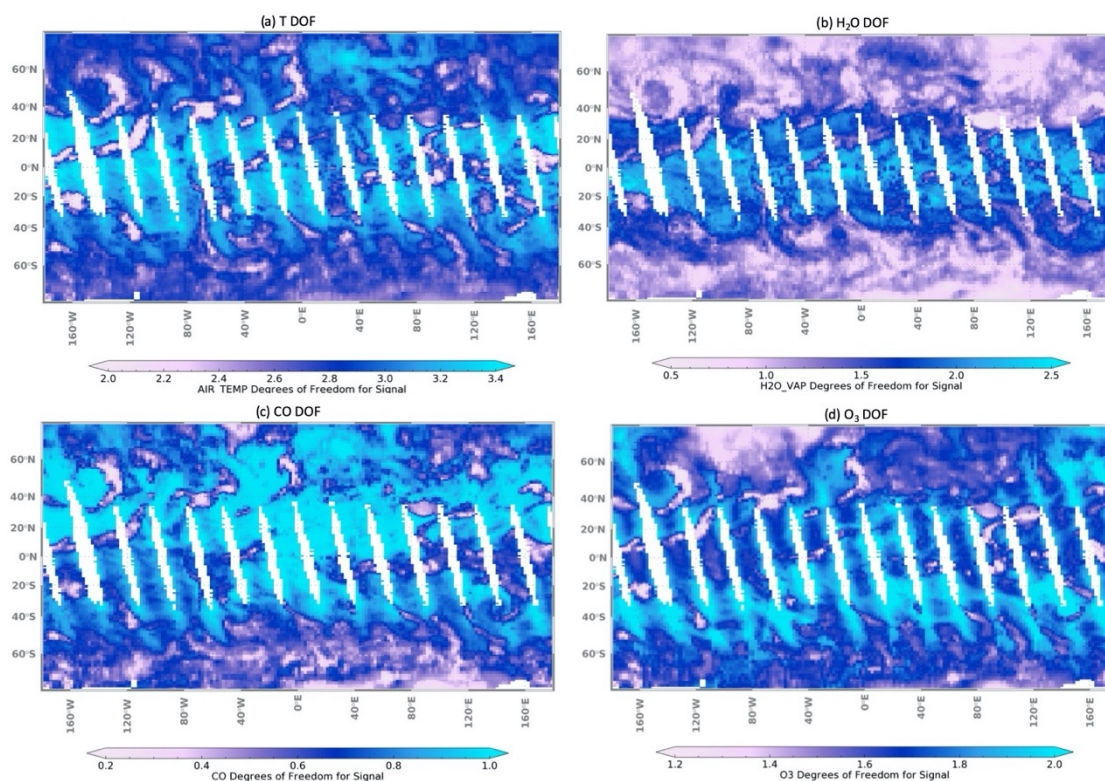 (a) T DOF
60°N
40°N
20°N
0°N
20°S
40°S
60°S
160°W
120°W
80°W
40°W
0°E
40°E
80°E
120°E
160°E
2.0 2.2 2.4 2.6 2.8 3.0 3.2 3.4
AIR_TEMP Degrees of Freedom for Signal
(b) H₂O DOF
60°N
40°N
20°N
0°N
20°S
40°S
60°S
160°W
120°W
80°W
40°W
0°E
40°E
80°E
120°E
160°E
0.5 1.0 1.5 2.0 2.5
H2O_VAP Degrees of Freedom for Signal
(c) CO DOF
60°N
40°N
20°N
0°N
20°S
40°S
60°S
160°W
120°W
80°W
40°W
0°E
40°E
80°E
120°E
160°E
0.2 0.4 0.6 0.8 1.0
CO Degrees of Freedom for Signal
(d) O₃ DOF
60°N
40°N
20°N
0°N
20°S
40°S
60°S
160°W
120°W
80°W
40°W
0°E
40°E
80°E
120°E
160°E
1.2 1.4 1.6 1.8 2.0
O3 Degrees of Freedom for Signal